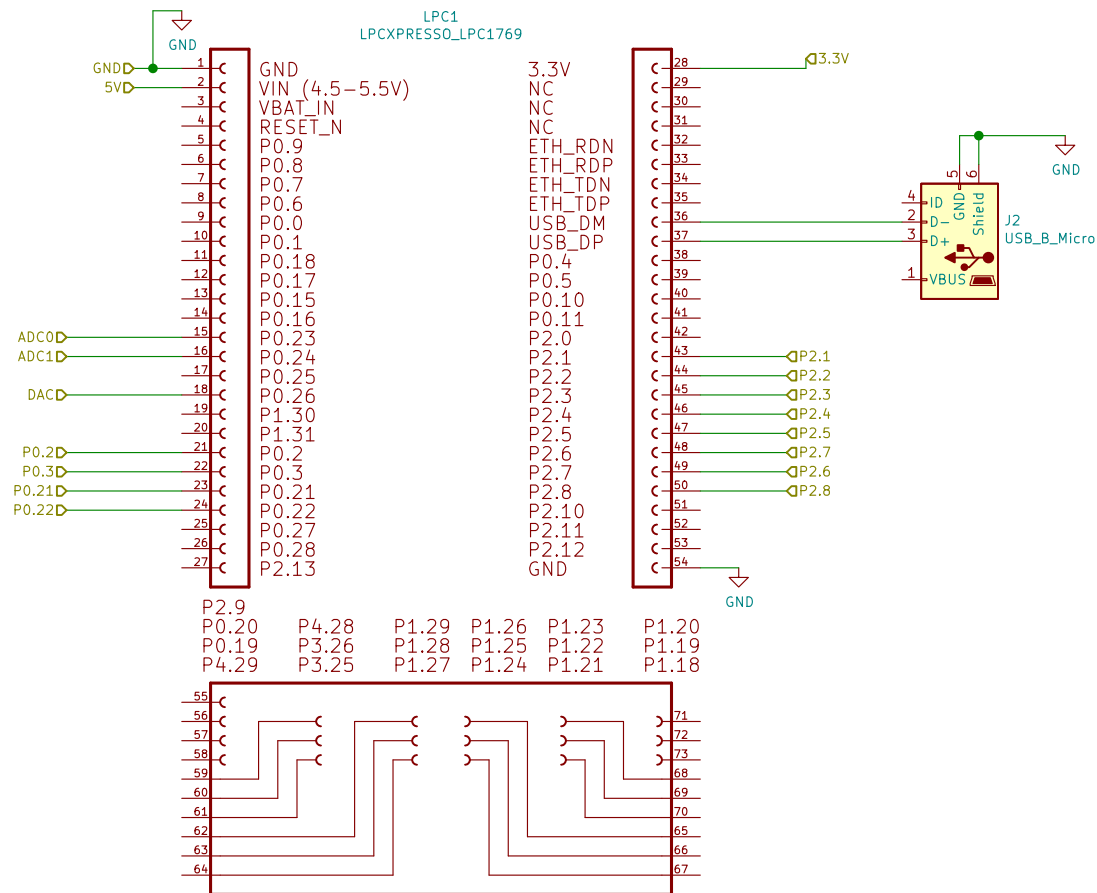 LPC1
LPCXPRESSO_LPC1769
GND
GND
5V
1 GND
2 VIN (4.5-5.5V)
3 VBAT_IN
4 RESET_N
5 P0.9
6 P0.8
7 P0.7
8 P0.6
9 P0.0
10 P0.1
11 P0.18
12 P0.17
13 P0.15
14 P0.16
ADC0 15 P0.23
ADC1 16 P0.24
17 P0.25
DAC 18 P0.26
19 P1.30
20 P1.31
P0.2 21 P0.2
P0.3 22 P0.3
P0.21 23 P0.21
P0.22 24 P0.22
25 P0.27
26 P0.28
27 P2.13
3.3V 28 3.3V
NC 29
NC 30
NC 31
ETH_RDN 32
ETH_RDP 33
ETH_TDN 34
ETH_TDP 35
USB_DM 36
USB_DP 37
P0.4 38
P0.5 39
P0.10 40
P0.11 41
P2.0 42
P2.1 43 P2.1
P2.2 44 P2.2
P2.3 45 P2.3
P2.4 46 P2.4
P2.5 47 P2.5
P2.6 48 P2.7
P2.7 49 P2.6
P2.8 50 P2.8
P2.10 51
P2.11 52
P2.12 53
GND 54
GND
GND
5 6
GND Shield
4 ID
2 D-
3 D+
1 VBUS
J2
USB_B_Micro
P2.9
P0.20 P4.28 P1.29 P1.26 P1.23 P1.20
P0.19 P3.26 P1.28 P1.25 P1.22 P1.19
P4.29 P3.25 P1.27 P1.24 P1.21 P1.18
55
56 71
57 72
58 73
59 68
60 69
61 70
62 65
63 66
64 67